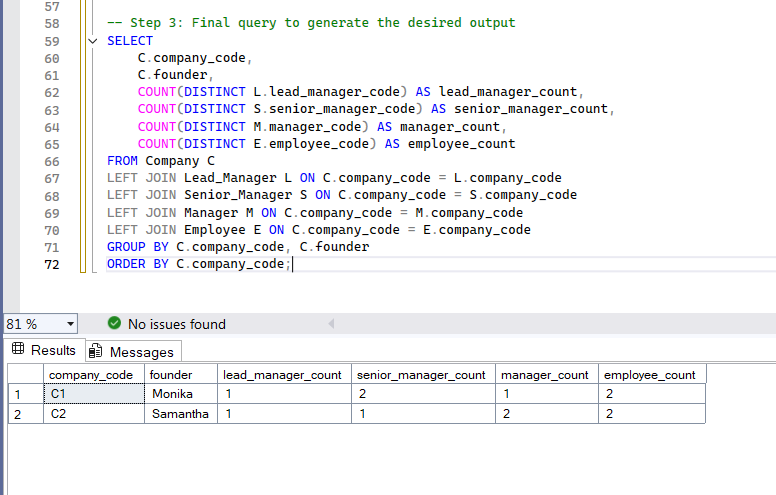 57
58 -- Step 3: Final query to generate the desired output
59 SELECT
60 C.company_code,
61 C.founder,
62 COUNT(DISTINCT L.lead_manager_code) AS lead_manager_count,
63 COUNT(DISTINCT S.senior_manager_code) AS senior_manager_count,
64 COUNT(DISTINCT M.manager_code) AS manager_count,
65 COUNT(DISTINCT E.employee_code) AS employee_count
66 FROM Company C
67 LEFT JOIN Lead_Manager L ON C.company_code = L.company_code
68 LEFT JOIN Senior_Manager S ON C.company_code = S.company_code
69 LEFT JOIN Manager M ON C.company_code = M.company_code
70 LEFT JOIN Employee E ON C.company_code = E.company_code
71 GROUP BY C.company_code, C.founder
72 ORDER BY C.company_code;
81 % No issues found
Results Messages
company_code founder lead_manager_count senior_manager_count manager_count employee_count
1 C1 Monika 1 2 1 2
2 C2 Samantha 1 1 2 2